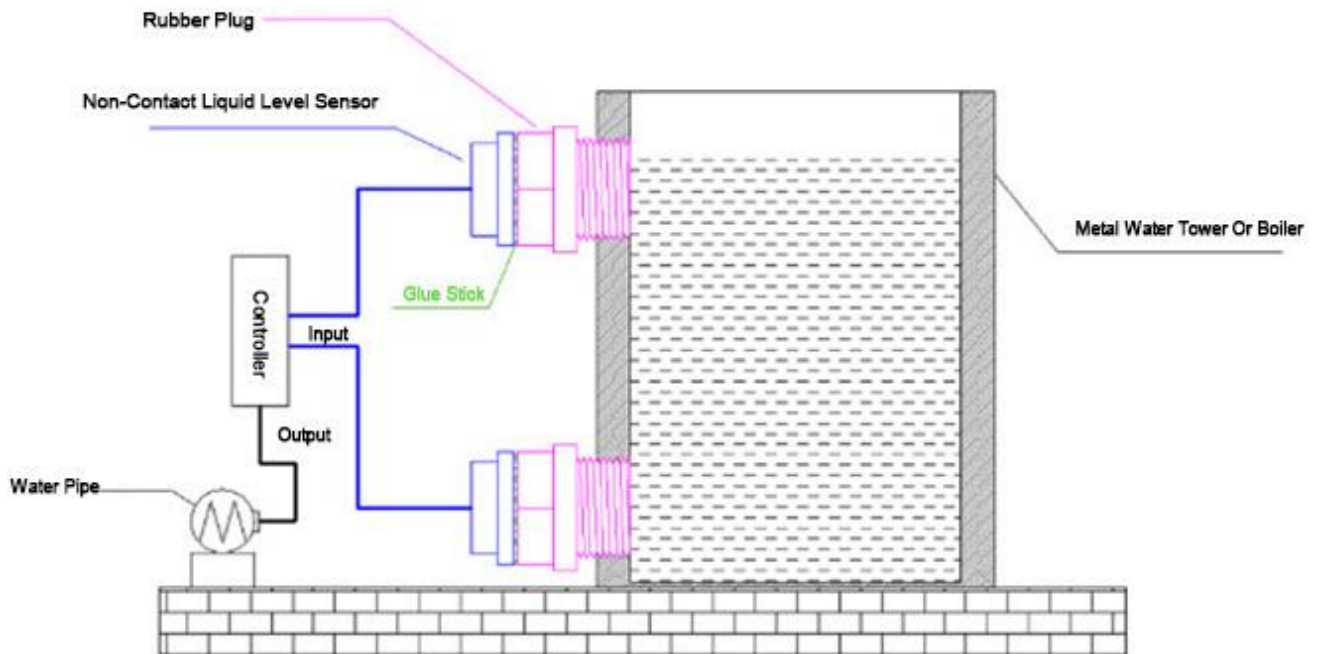 Rubber Plug
Non-Contact Liquid Level Sensor
Metal Water Tower Or Boiler
Glue Stick
Controller
Input
Output
Water Pipe